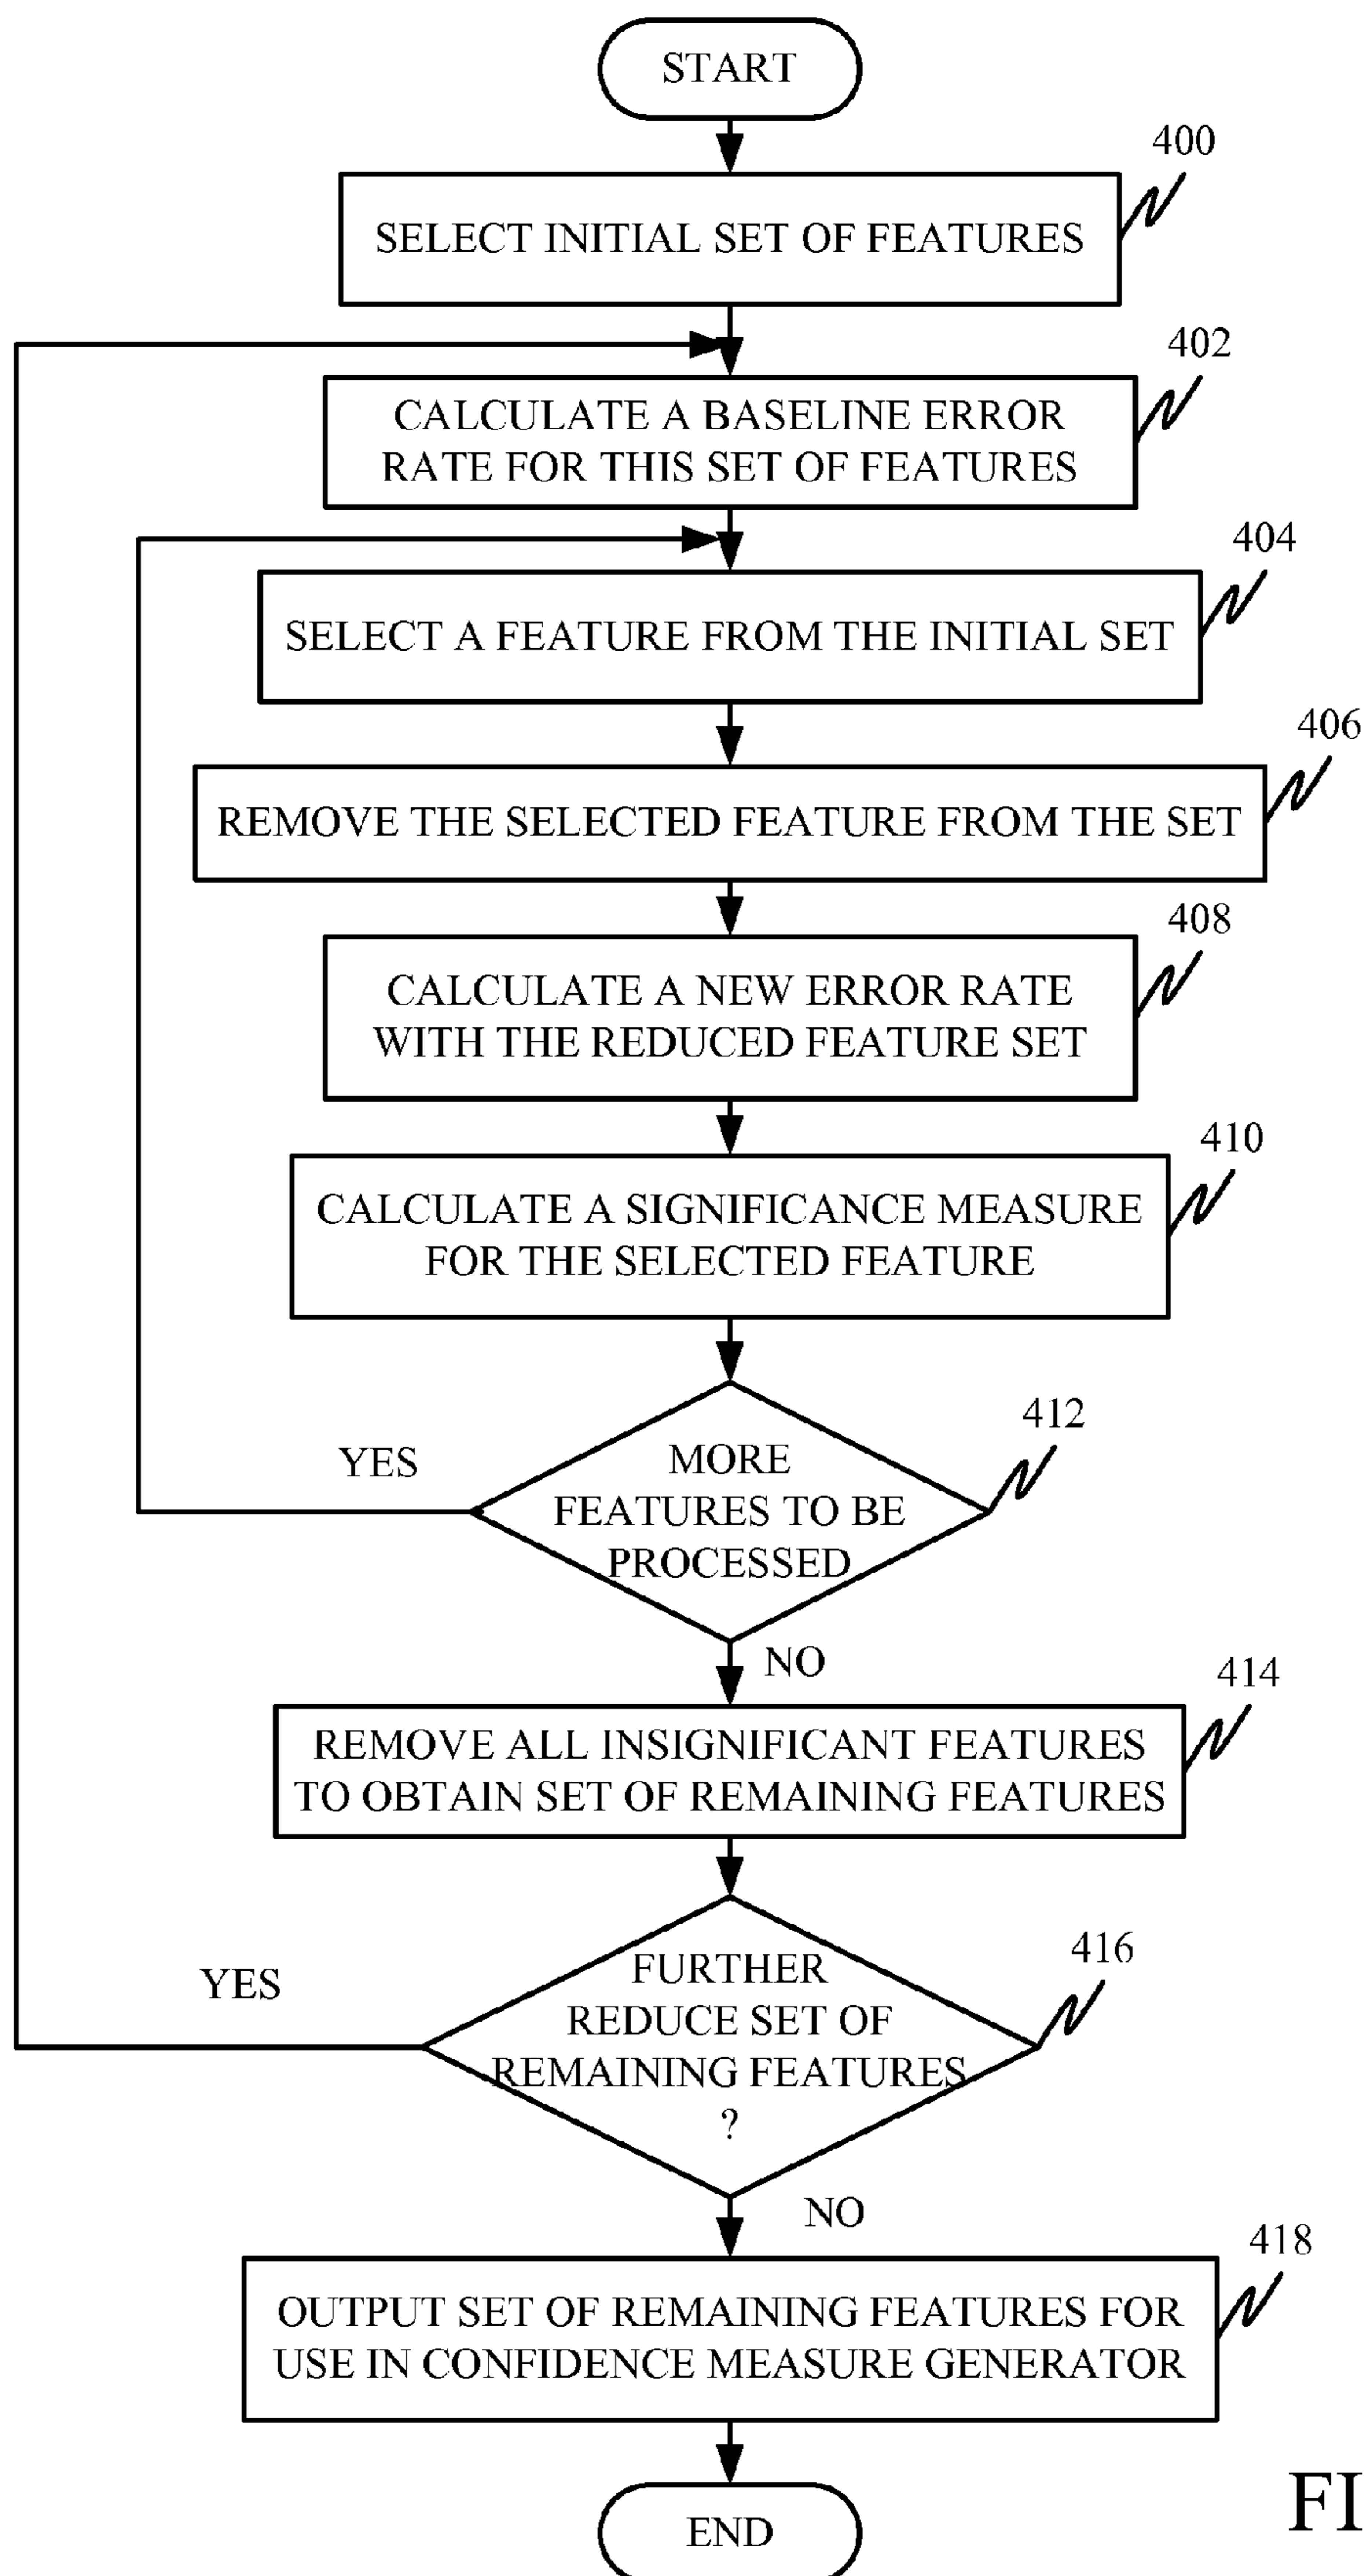 START
400
SELECT INITIAL SET OF FEATURES
402
CALCULATE A BASELINE ERROR
RATE FOR THIS SET OF FEATURES
404
SELECT A FEATURE FROM THE INITIAL SET
406
REMOVE THE SELECTED FEATURE FROM THE SET
408
CALCULATE A NEW ERROR RATE
WITH THE REDUCED FEATURE SET
410
CALCULATE A SIGNIFICANCE MEASURE
FOR THE SELECTED FEATURE
412
YES
MORE
FEATURES TO BE
PROCESSED
NO
414
REMOVE ALL INSIGNIFICANT FEATURES
TO OBTAIN SET OF REMAINING FEATURES
416
YES
FURTHER
REDUCE SET OF
REMAINING FEATURES
?
NO
418
OUTPUT SET OF REMAINING FEATURES FOR
USE IN CONFIDENCE MEASURE GENERATOR
END
FI